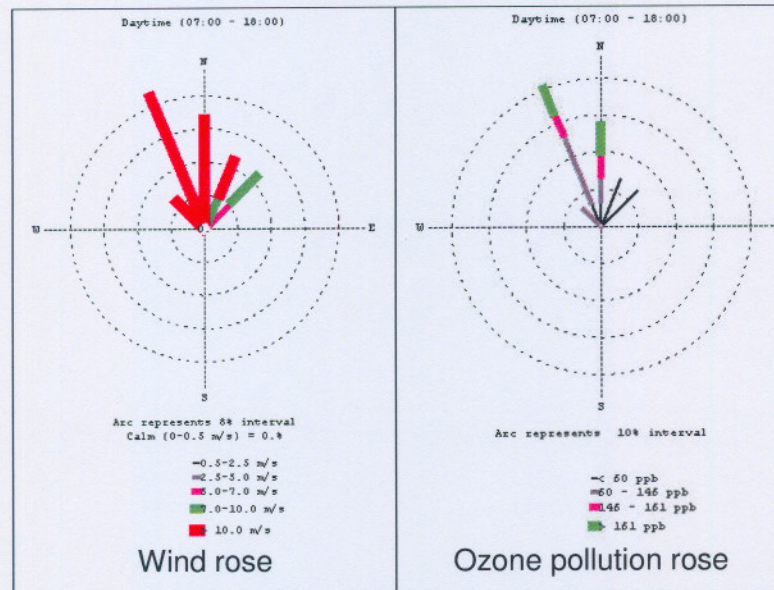 Daytime (07:00 - 18:00)
N
W
E
S
Arc represents 8% interval
Calm (0-0.5 m/s) = 0.%
0.5-2.5 m/s
2.5-5.0 m/s
5.0-7.0 m/s
7.0-10.0 m/s
> 10.0 m/s
Wind rose
Daytime (07:00 - 18:00)
N
W
S
Arc represents 10% interval
< 60 ppb
60 - 146 ppb
146 - 161 ppb
> 161 ppb
Ozone pollution rose